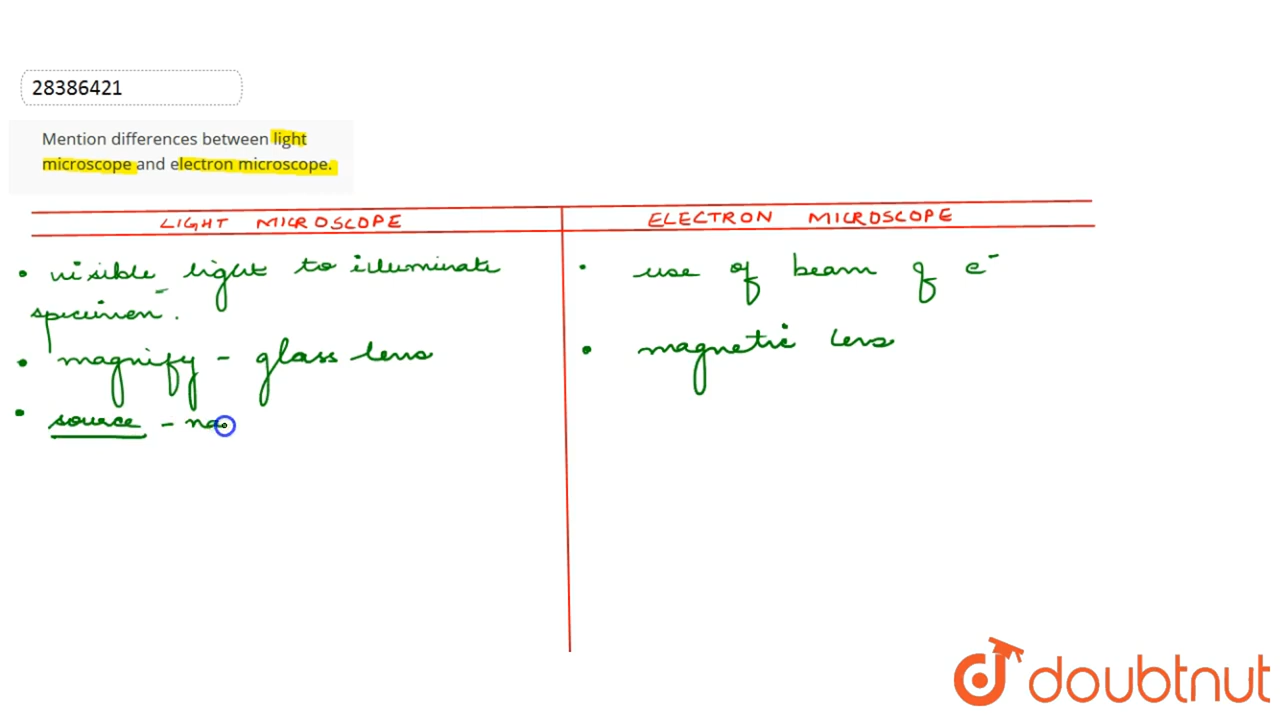 28386421
Mention differences between light
microscope and electron microscope.
LIGHT MICROSCOPE
ELECTRON MICROSCOPE
• visible light to illuminate
specimen.
• magnify - glass lens
• source - na
• use of beam of e⁻
• magnetic lens
doubtnut